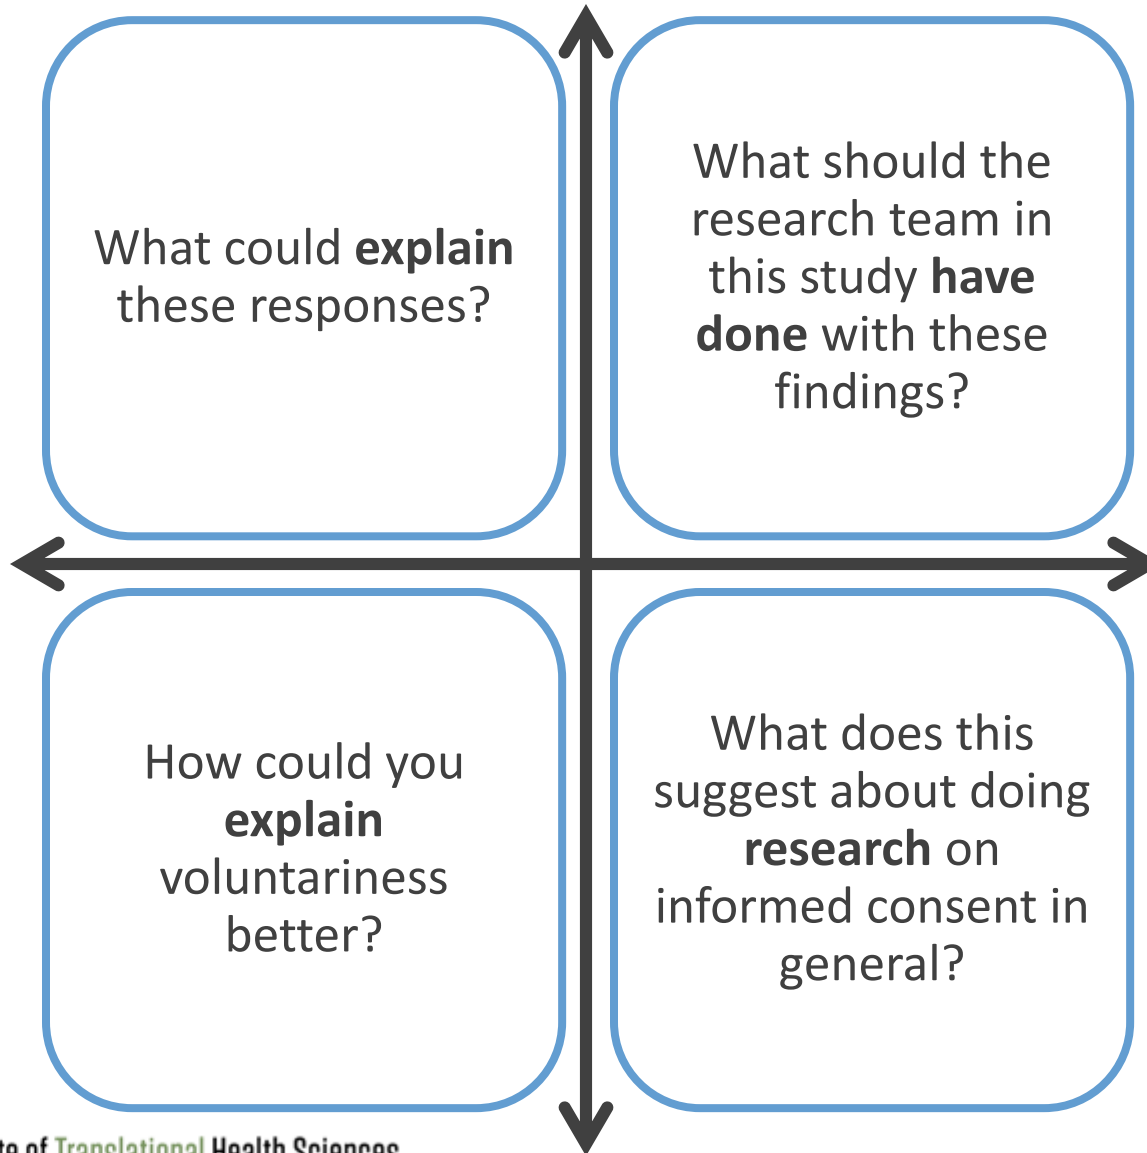 What could explain
these responses?
What should the
research team in
this study have
done with these
findings?
How could you
explain
voluntariness
better?
What does this
suggest about doing
research on
informed consent in
general?
of Translational Health Sciences